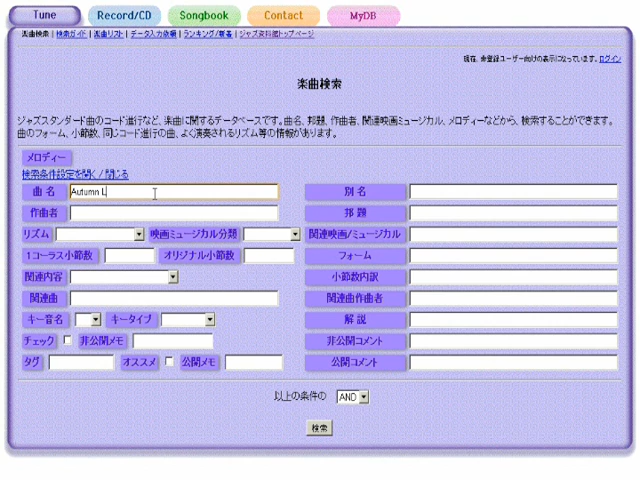 Tune Record/CD Songbook Contact MyDB
楽曲検索 | 検索ガイド | 楽曲リスト | データ入力依頼 | ランキング/新着 | ジャズ資料館トップページ
現在、未登録ユーザー向けの表示になっています。ログイン
楽曲検索
ジャズスタンダード曲のコード進行など、楽曲に関するデータベースです。曲名、邦題、作曲者、関連映画ミュージカル、メロディーなどから、検索することができます。
曲のフォーム、小節数、同じコード進行の曲、よく演奏されるリズム等の情報があります。
メロディー
検索条件設定を開く / 閉じる
曲 名 Autumn L 別 名
作曲者 邦 題
リズム 映画ミュージカル分類 関連映画/ミュージカル
1コーラス小節数 オリジナル小節数 フォーム
関連内容 小節数内訳
関連曲 関連曲作曲者
キー音名 キータイプ 解 説
チェック 非公開メモ 非公開コメント
タグ オススメ 公開メモ 公開コメント
以上の条件の AND
検索